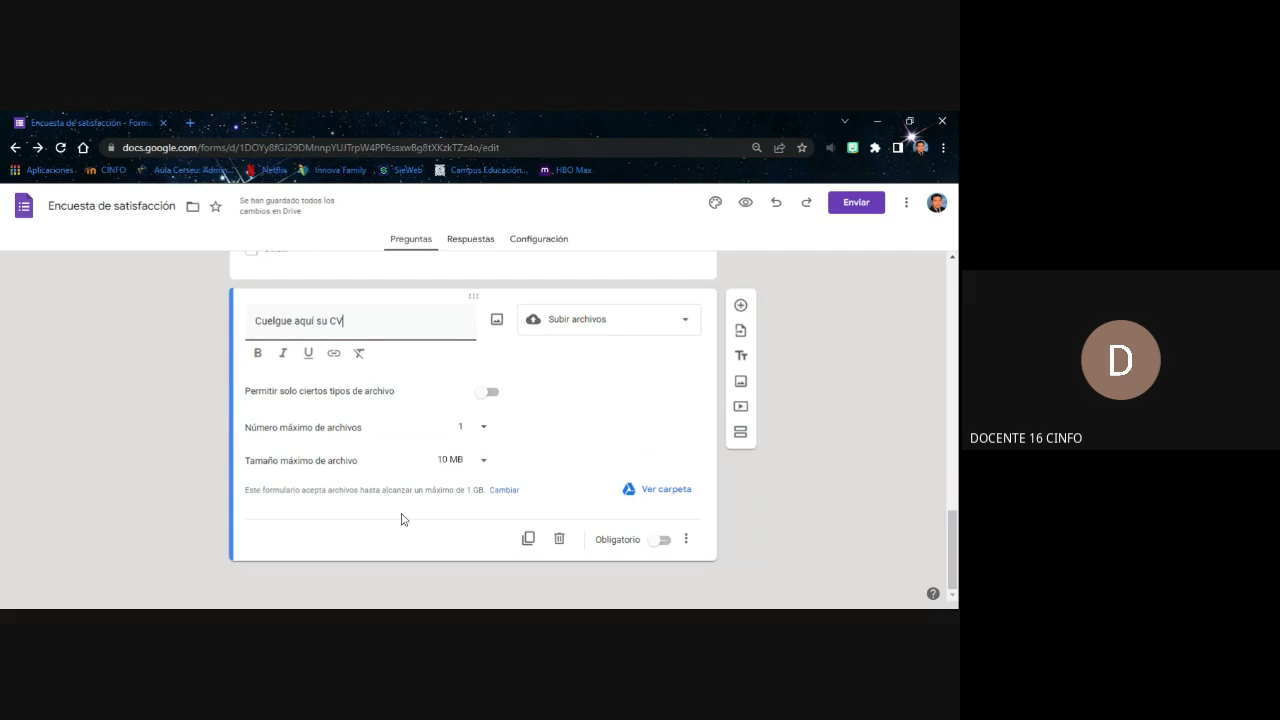 Encuesta de satisfacción - Formu
docs.google.com/forms/d/1DOYy8fGJ29DMnnpYUJTrpW4PP6ssxwBg8tXKzkTZz4o/edit
Aplicaciones CINFO Aula Cerseu: Admin... Netflix Innova Family SieWeb Campus Educación... HBO Max
Encuesta de satisfacción
Se han guardado todos los
cambios en Drive
Enviar
Preguntas Respuestas Configuración
Cuelgue aquí su CV
Subir archivos
B I U
Permitir solo ciertos tipos de archivo
Número máximo de archivos 1
Tamaño máximo de archivo 10 MB
Este formulario acepta archivos hasta alcanzar un máximo de 1 GB. Cambiar
Ver carpeta
Obligatorio
D
DOCENTE 16 CINFO